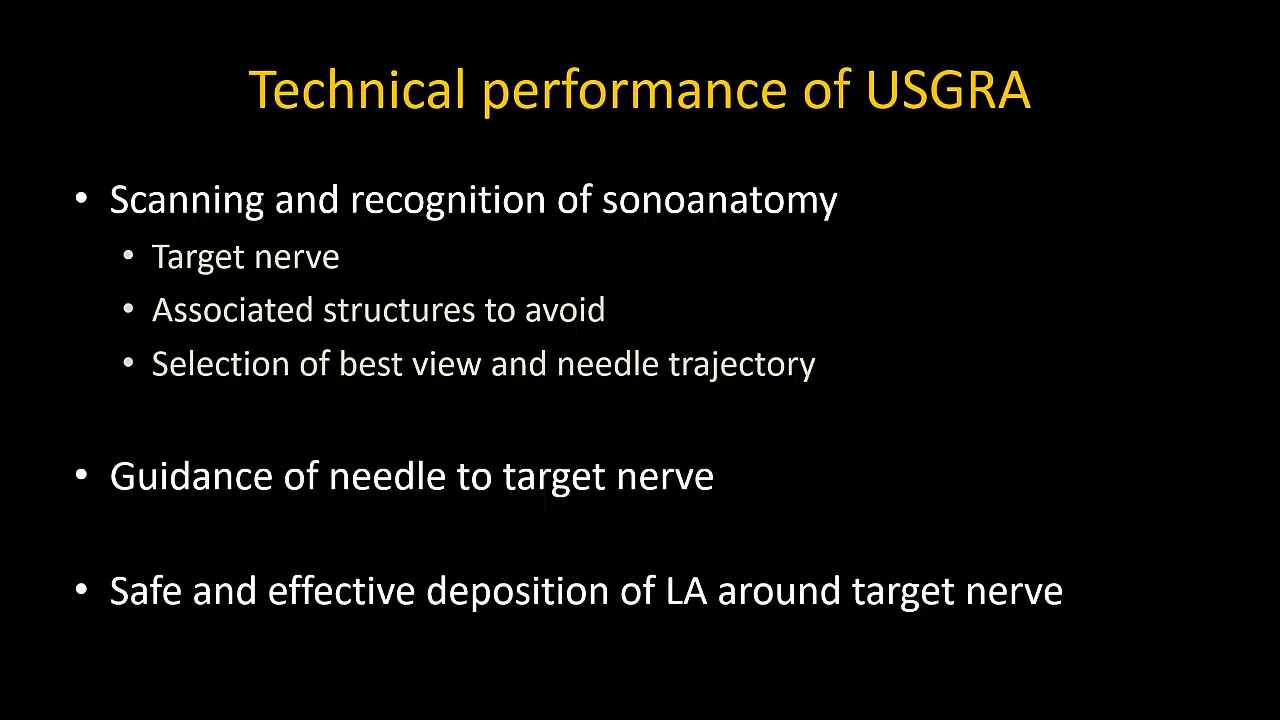 Technical performance of USGRA
• Scanning and recognition of sonoanatomy
• Target nerve
• Associated structures to avoid
• Selection of best view and needle trajectory
• Guidance of needle to target nerve
• Safe and effective deposition of LA around target nerve